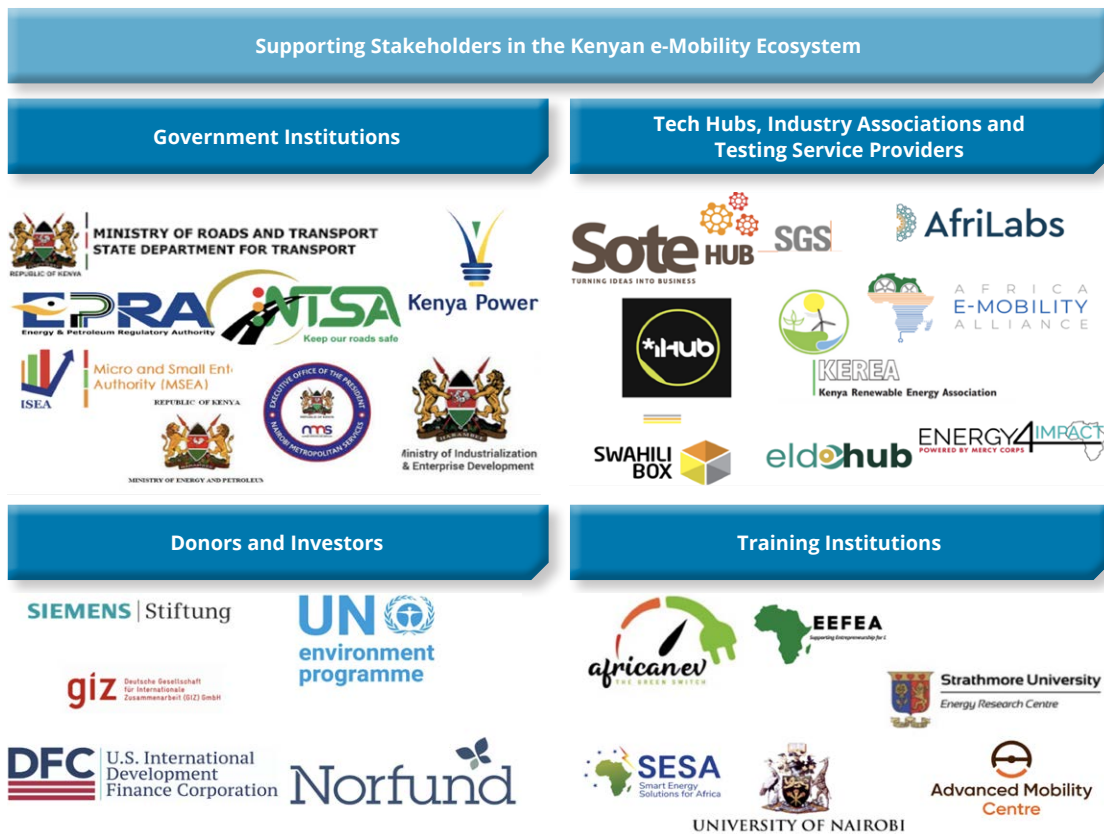 Supporting Stakeholders in the Kenyan e-Mobility Ecosystem
Government Institutions
MINISTRY OF ROADS AND TRANSPORT
STATE DEPARTMENT FOR TRANSPORT
REPUBLIC OF KENYA
Kenya Power
EPRA
Energy & Petroleum Regulatory Authority
NTSA
Keep our roads safe
ISEA
Micro and Small Ent
Authority (MSEA)
REPUBLIC OF KENYA
MINISTRY OF ENERGY AND PETROLEUM
EXECUTIVE OFFICE OF THE PRESIDENT
nms
NAIROBI METROPOLITAN SERVICES
HARAMBEE
Ministry of Industrialization
& Enterprise Development
Tech Hubs, Industry Associations and
Testing Service Providers
Sote HUB
TURNING IDEAS INTO BUSINESS
SGS
AfriLabs
*iHub
AFRICA
E-MOBILITY
ALLIANCE
KEREA
Kenya Renewable Energy Association
SWAHILI
BOX
eldohub
ENERGY 4 IMPACT
POWERED BY MERCY CORPS
Donors and Investors
SIEMENS | Stiftung
UN
environment
programme
giz
Deutsche Gesellschaft
für Internationale
Zusammenarbeit (GIZ) GmbH
DFC
U.S. International
Development
Finance Corporation
Norfund
Training Institutions
africanev
THE GREEN SWITCH
EEFEA
Supporting Entrepreneurship for
Strathmore University
Energy Research Centre
SESA
Smart Energy
Solutions for Africa
UNIVERSITY OF NAIROBI
Advanced Mobility
Centre